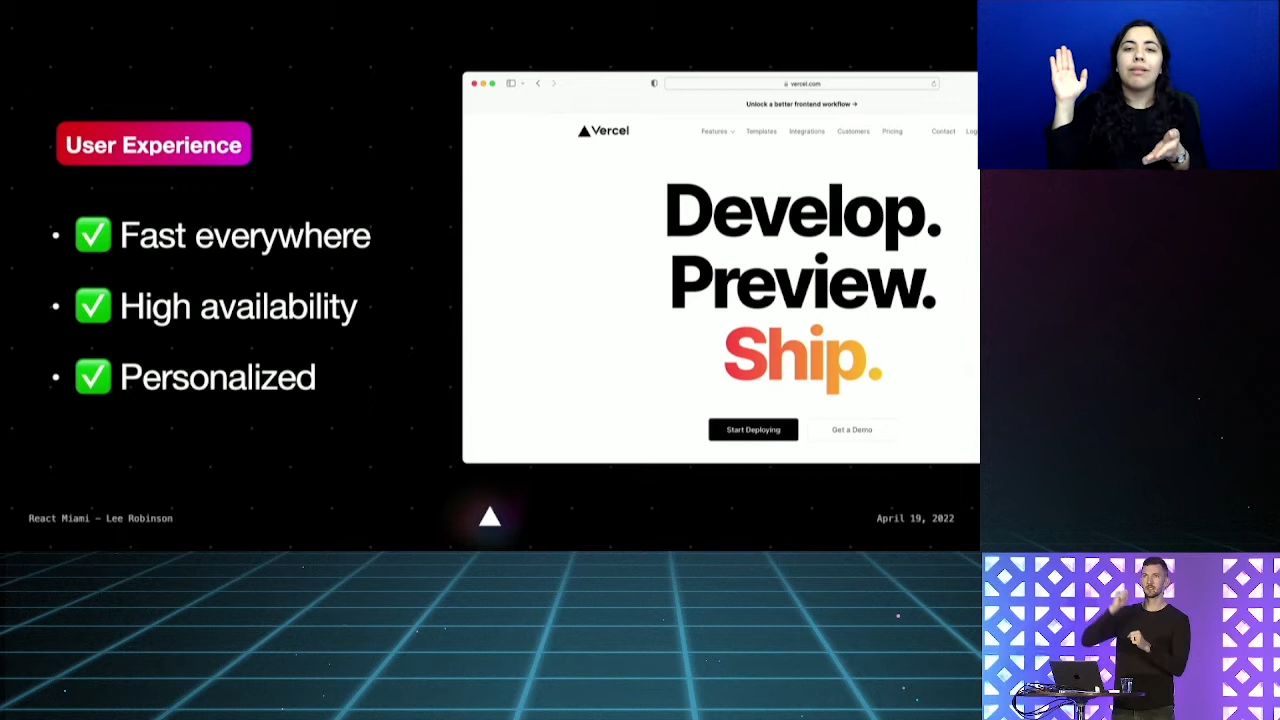 User Experience
• ✅ Fast everywhere
• ✅ High availability
• ✅ Personalized
vercel.com
Unlock a better frontend workflow →
Vercel
Features Templates Integrations Customers Pricing Contact
Develop.
Preview.
Ship.
Start Deploying Get a Demo
React Miami – Lee Robinson
April 19, 2022